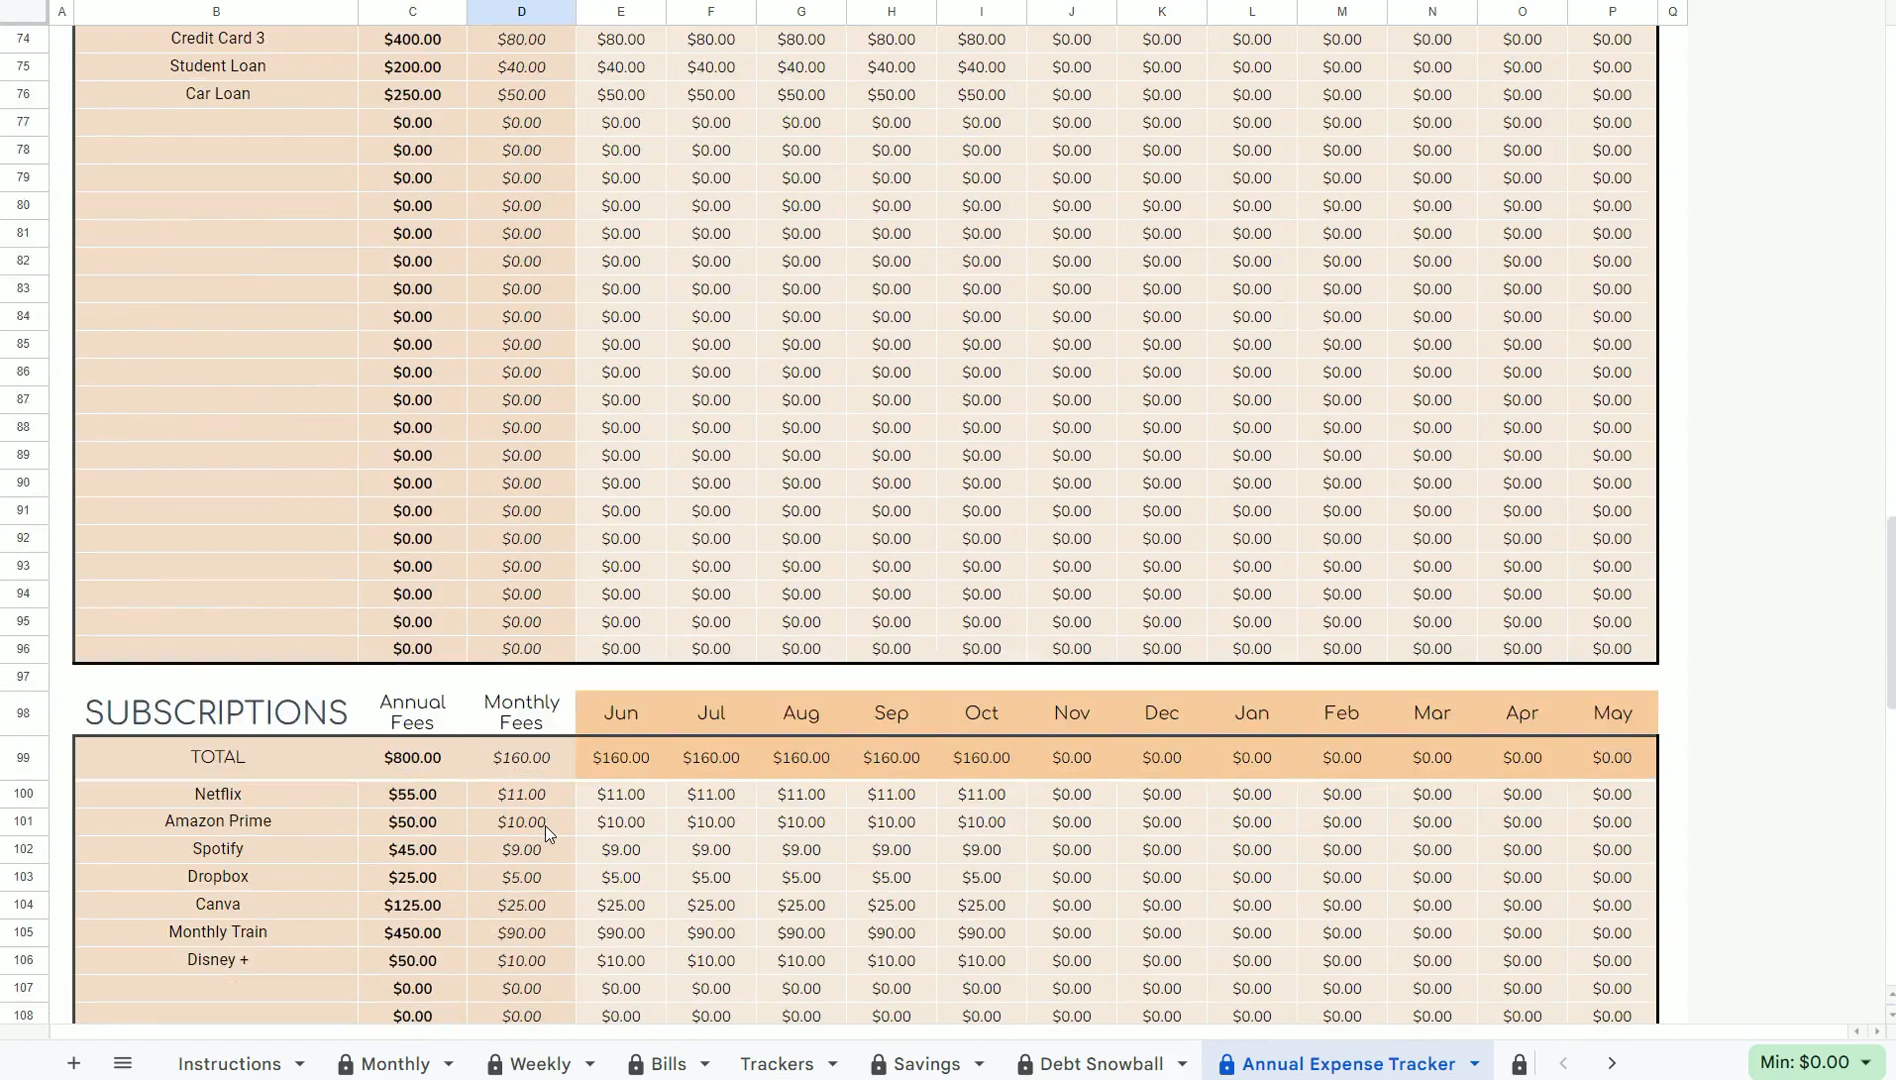 A B C D E F G H I J K L M N O P Q
74 Credit Card 3 $400.00 $80.00 $80.00 $80.00 $80.00 $80.00 $80.00 $0.00 $0.00 $0.00 $0.00 $0.00 $0.00 $0.00
75 Student Loan $200.00 $40.00 $40.00 $40.00 $40.00 $40.00 $40.00 $0.00 $0.00 $0.00 $0.00 $0.00 $0.00 $0.00
76 Car Loan $250.00 $50.00 $50.00 $50.00 $50.00 $50.00 $50.00 $0.00 $0.00 $0.00 $0.00 $0.00 $0.00 $0.00
77 $0.00 $0.00 $0.00 $0.00 $0.00 $0.00 $0.00 $0.00 $0.00 $0.00 $0.00 $0.00 $0.00 $0.00
78 $0.00 $0.00 $0.00 $0.00 $0.00 $0.00 $0.00 $0.00 $0.00 $0.00 $0.00 $0.00 $0.00 $0.00
79 $0.00 $0.00 $0.00 $0.00 $0.00 $0.00 $0.00 $0.00 $0.00 $0.00 $0.00 $0.00 $0.00 $0.00
80 $0.00 $0.00 $0.00 $0.00 $0.00 $0.00 $0.00 $0.00 $0.00 $0.00 $0.00 $0.00 $0.00 $0.00
81 $0.00 $0.00 $0.00 $0.00 $0.00 $0.00 $0.00 $0.00 $0.00 $0.00 $0.00 $0.00 $0.00 $0.00
82 $0.00 $0.00 $0.00 $0.00 $0.00 $0.00 $0.00 $0.00 $0.00 $0.00 $0.00 $0.00 $0.00 $0.00
83 $0.00 $0.00 $0.00 $0.00 $0.00 $0.00 $0.00 $0.00 $0.00 $0.00 $0.00 $0.00 $0.00 $0.00
84 $0.00 $0.00 $0.00 $0.00 $0.00 $0.00 $0.00 $0.00 $0.00 $0.00 $0.00 $0.00 $0.00 $0.00
85 $0.00 $0.00 $0.00 $0.00 $0.00 $0.00 $0.00 $0.00 $0.00 $0.00 $0.00 $0.00 $0.00 $0.00
86 $0.00 $0.00 $0.00 $0.00 $0.00 $0.00 $0.00 $0.00 $0.00 $0.00 $0.00 $0.00 $0.00 $0.00
87 $0.00 $0.00 $0.00 $0.00 $0.00 $0.00 $0.00 $0.00 $0.00 $0.00 $0.00 $0.00 $0.00 $0.00
88 $0.00 $0.00 $0.00 $0.00 $0.00 $0.00 $0.00 $0.00 $0.00 $0.00 $0.00 $0.00 $0.00 $0.00
89 $0.00 $0.00 $0.00 $0.00 $0.00 $0.00 $0.00 $0.00 $0.00 $0.00 $0.00 $0.00 $0.00 $0.00
90 $0.00 $0.00 $0.00 $0.00 $0.00 $0.00 $0.00 $0.00 $0.00 $0.00 $0.00 $0.00 $0.00 $0.00
91 $0.00 $0.00 $0.00 $0.00 $0.00 $0.00 $0.00 $0.00 $0.00 $0.00 $0.00 $0.00 $0.00 $0.00
92 $0.00 $0.00 $0.00 $0.00 $0.00 $0.00 $0.00 $0.00 $0.00 $0.00 $0.00 $0.00 $0.00 $0.00
93 $0.00 $0.00 $0.00 $0.00 $0.00 $0.00 $0.00 $0.00 $0.00 $0.00 $0.00 $0.00 $0.00 $0.00
94 $0.00 $0.00 $0.00 $0.00 $0.00 $0.00 $0.00 $0.00 $0.00 $0.00 $0.00 $0.00 $0.00 $0.00
95 $0.00 $0.00 $0.00 $0.00 $0.00 $0.00 $0.00 $0.00 $0.00 $0.00 $0.00 $0.00 $0.00 $0.00
96 $0.00 $0.00 $0.00 $0.00 $0.00 $0.00 $0.00 $0.00 $0.00 $0.00 $0.00 $0.00 $0.00 $0.00
97
98 SUBSCRIPTIONS Annual Fees Monthly Fees Jun Jul Aug Sep Oct Nov Dec Jan Feb Mar Apr May
99 TOTAL $800.00 $160.00 $160.00 $160.00 $160.00 $160.00 $160.00 $0.00 $0.00 $0.00 $0.00 $0.00 $0.00 $0.00
100 Netflix $55.00 $11.00 $11.00 $11.00 $11.00 $11.00 $11.00 $0.00 $0.00 $0.00 $0.00 $0.00 $0.00 $0.00
101 Amazon Prime $50.00 $10.00 $10.00 $10.00 $10.00 $10.00 $10.00 $0.00 $0.00 $0.00 $0.00 $0.00 $0.00 $0.00
102 Spotify $45.00 $9.00 $9.00 $9.00 $9.00 $9.00 $9.00 $0.00 $0.00 $0.00 $0.00 $0.00 $0.00 $0.00
103 Dropbox $25.00 $5.00 $5.00 $5.00 $5.00 $5.00 $5.00 $0.00 $0.00 $0.00 $0.00 $0.00 $0.00 $0.00
104 Canva $125.00 $25.00 $25.00 $25.00 $25.00 $25.00 $25.00 $0.00 $0.00 $0.00 $0.00 $0.00 $0.00 $0.00
105 Monthly Train $450.00 $90.00 $90.00 $90.00 $90.00 $90.00 $90.00 $0.00 $0.00 $0.00 $0.00 $0.00 $0.00 $0.00
106 Disney + $50.00 $10.00 $10.00 $10.00 $10.00 $10.00 $10.00 $0.00 $0.00 $0.00 $0.00 $0.00 $0.00 $0.00
107 $0.00 $0.00 $0.00 $0.00 $0.00 $0.00 $0.00 $0.00 $0.00 $0.00 $0.00 $0.00 $0.00 $0.00
108 $0.00 $0.00 $0.00 $0.00 $0.00 $0.00 $0.00 $0.00 $0.00 $0.00 $0.00 $0.00 $0.00 $0.00
Instructions Monthly Weekly Bills Trackers Savings Debt Snowball Annual Expense Tracker Min: $0.00